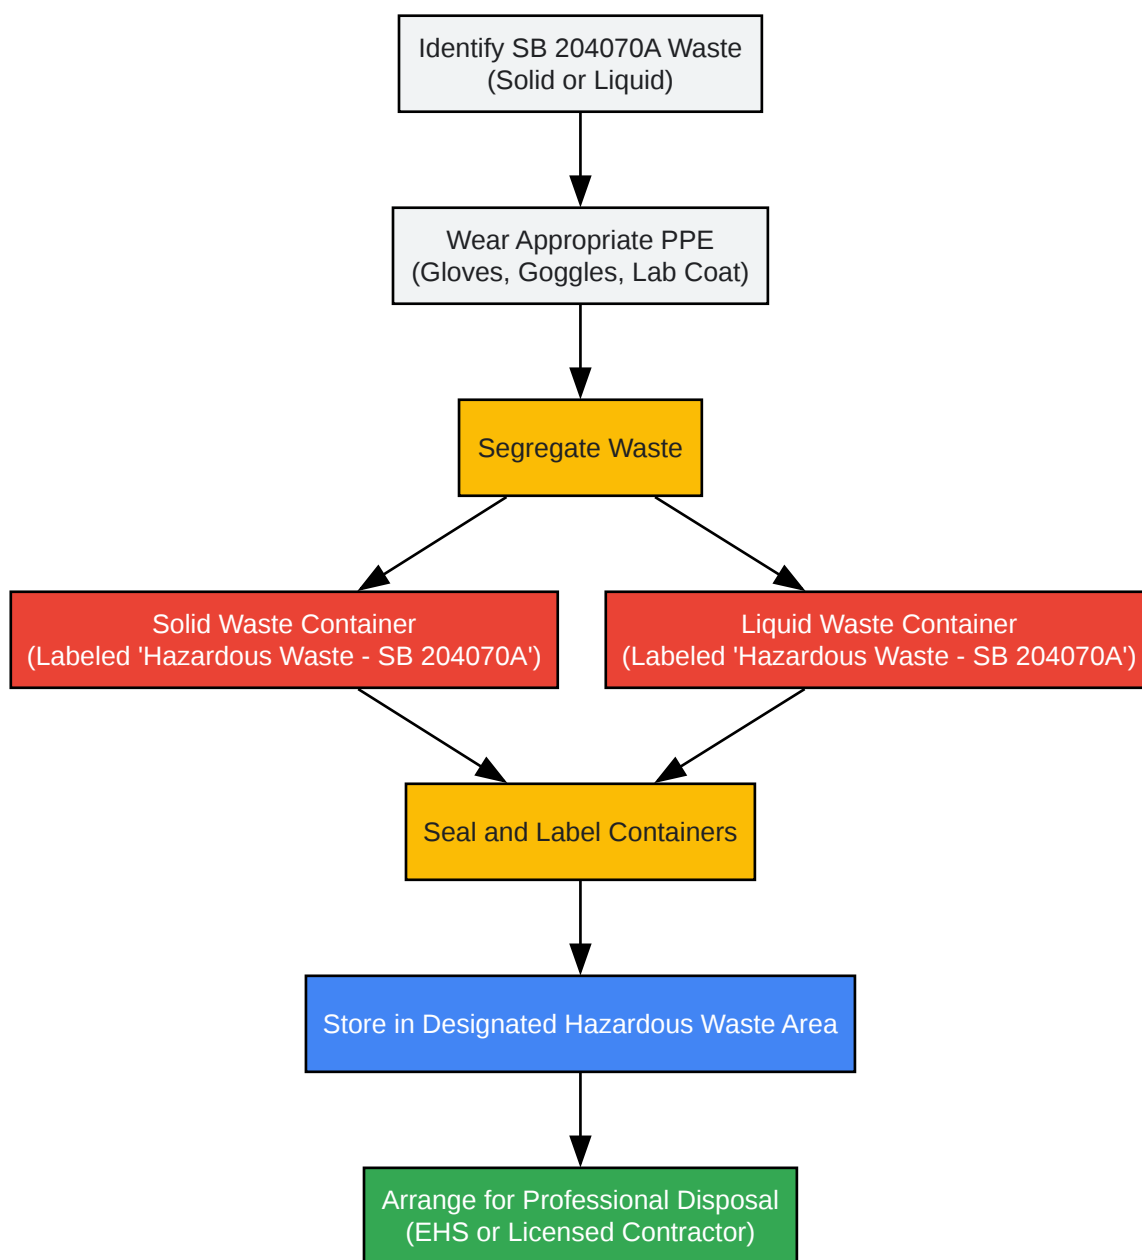 Identify SB 204070A Waste
(Solid or Liquid)
Wear Appropriate PPE
(Gloves, Goggles, Lab Coat)
Segregate Waste
Solid Waste Container
(Labeled 'Hazardous Waste - SB 204070A')
Liquid Waste Container
(Labeled 'Hazardous Waste - SB 204070A')
Seal and Label Containers
Store in Designated Hazardous Waste Area
Arrange for Professional Disposal
(EHS or Licensed Contractor)